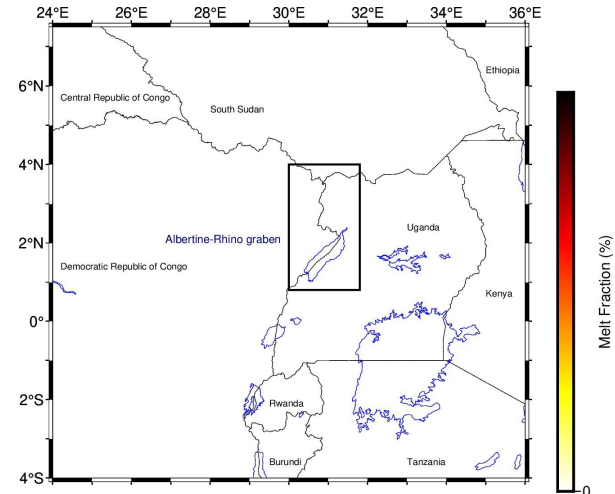 24°E 26°E 28°E 30°E 32°E 34°E 36°E
Ethiopia
6°N
Central Republic of Congo
South Sudan
4°N
Uganda
Albertine-Rhino graben
2°N
Democratic Republic of Congo
Kenya
0°
Melt Fraction (%)
2°S
Rwanda
Burundi
Tanzania
4°S
0